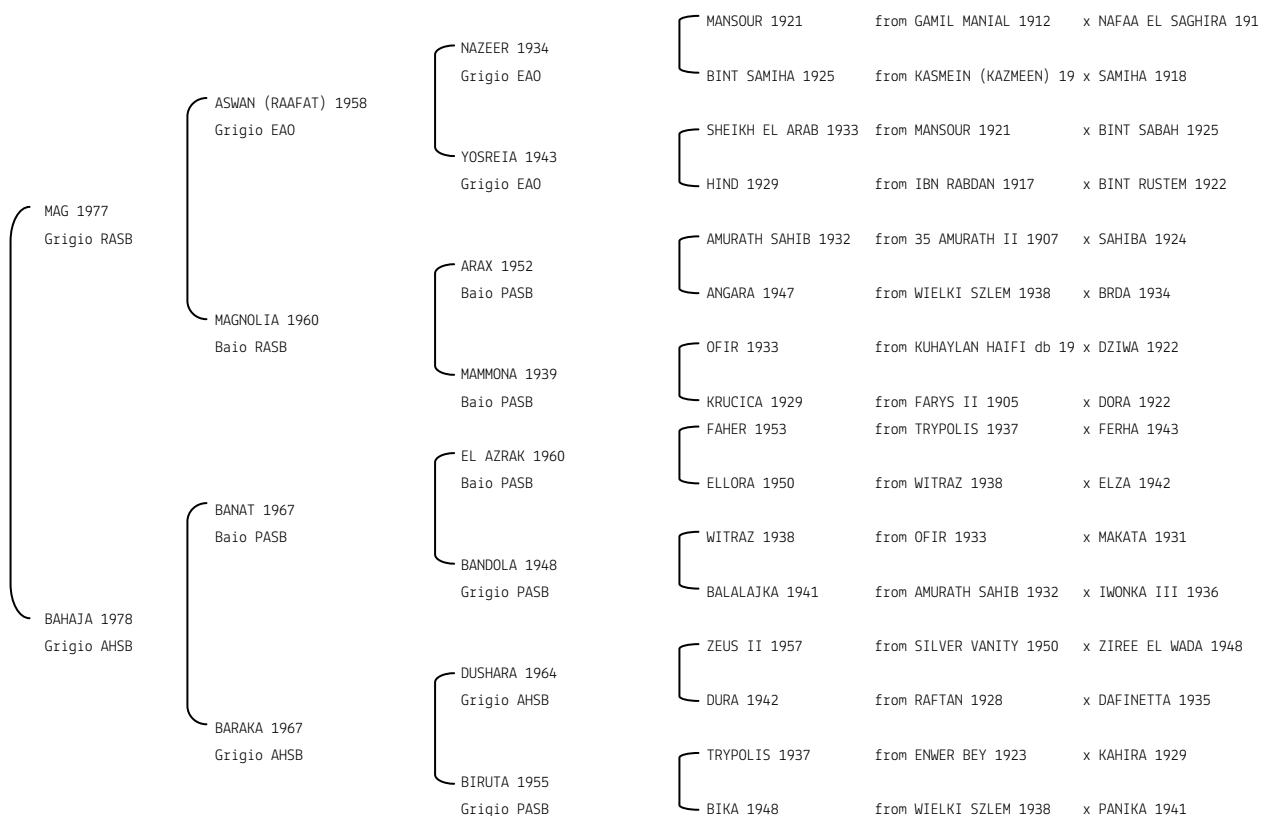 MANSOUR 1921 from GAMIL MANIAL 1912 x NAFAA EL SAGHIRA 191
NAZEER 1934
Grigio EAO
BINT SAMIHA 1925 from KASMEIN (KAZMEEN) 19 x SAMIHA 1918
ASWAN (RAAFAT) 1958
Grigio EAO
SHEIKH EL ARAB 1933 from MANSOUR 1921 x BINT SABAH 1925
YOSREIA 1943
Grigio EAO
HIND 1929 from IBN RABDAN 1917 x BINT RUSTEM 1922
MAG 1977
Grigio RASB
AMURATH SAHIB 1932 from 35 AMURATH II 1907 x SAHIBA 1924
ARAX 1952
Baio PASB
ANGARA 1947 from WIELKI SZLEM 1938 x BRDA 1934
MAGNOLIA 1960
Baio RASB
OFIR 1933 from KUHAYLAN HAIFI db 19 x DZIWA 1922
MAMMONA 1939
Baio PASB
KRUCICA 1929 from FARYS II 1905 x DORA 1922
FAHER 1953 from TRYPOLIS 1937 x FERHA 1943
EL AZRAK 1960
Baio PASB
ELLORA 1950 from WITRAZ 1938 x ELZA 1942
BANAT 1967
Baio PASB
WITRAZ 1938 from OFIR 1933 x MAKATA 1931
BANDOLA 1948
Grigio PASB
BALALAJKA 1941 from AMURATH SAHIB 1932 x IWONKA III 1936
BAHAJA 1978
Grigio AHSB
ZEUS II 1957 from SILVER VANITY 1950 x ZIREE EL WADA 1948
DUSHARA 1964
Grigio AHSB
DURA 1942 from RAFTAN 1928 x DAFINETTA 1935
BARAKA 1967
Grigio AHSB
TRYPOLIS 1937 from ENWER BEY 1923 x KAHIRA 1929
BIRUTA 1955
Grigio PASB
BIKA 1948 from WIELKI SZLEM 1938 x PANIKA 1941